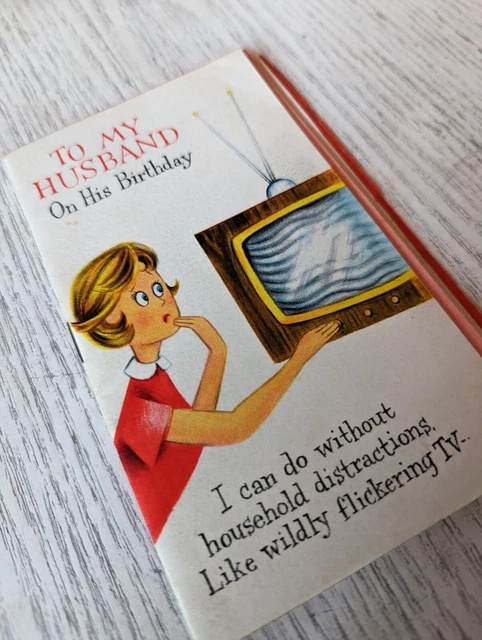 TO MY
HUSBAND
On His Birthday
I can do without
household distractions,
Like wildly flickering TV--